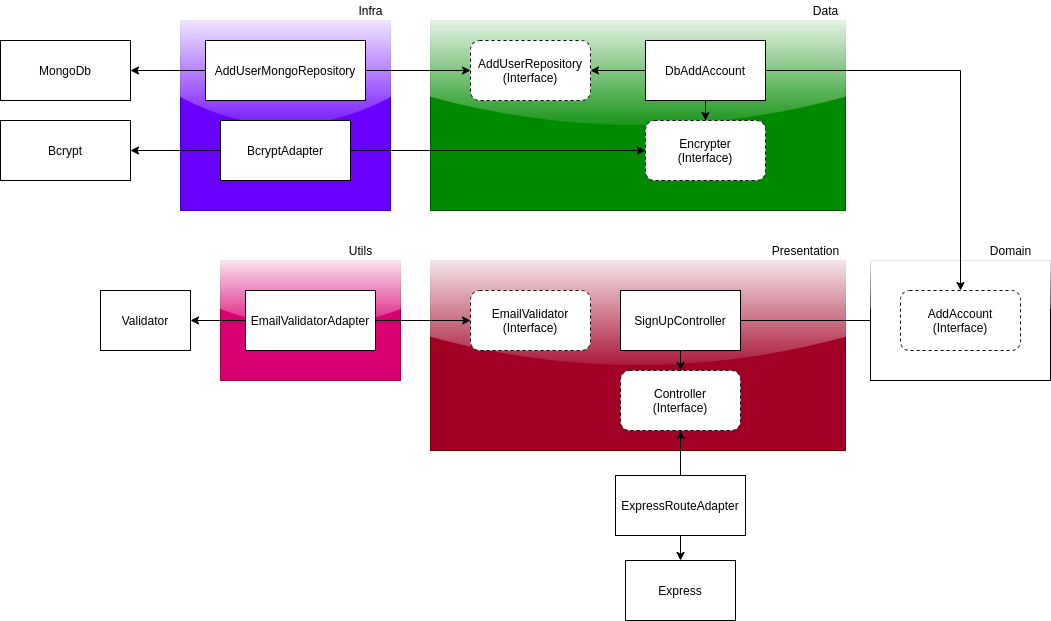 Infra
Data
MongoDb
AddUserMongoRepository
AddUserRepository
(Interface)
DbAddAccount
Bcrypt
BcryptAdapter
Encrypter
(Interface)
Utils
Presentation
Domain
Validator
EmailValidatorAdapter
EmailValidator
(Interface)
SignUpController
AddAccount
(Interface)
Controller
(Interface)
ExpressRouteAdapter
Express